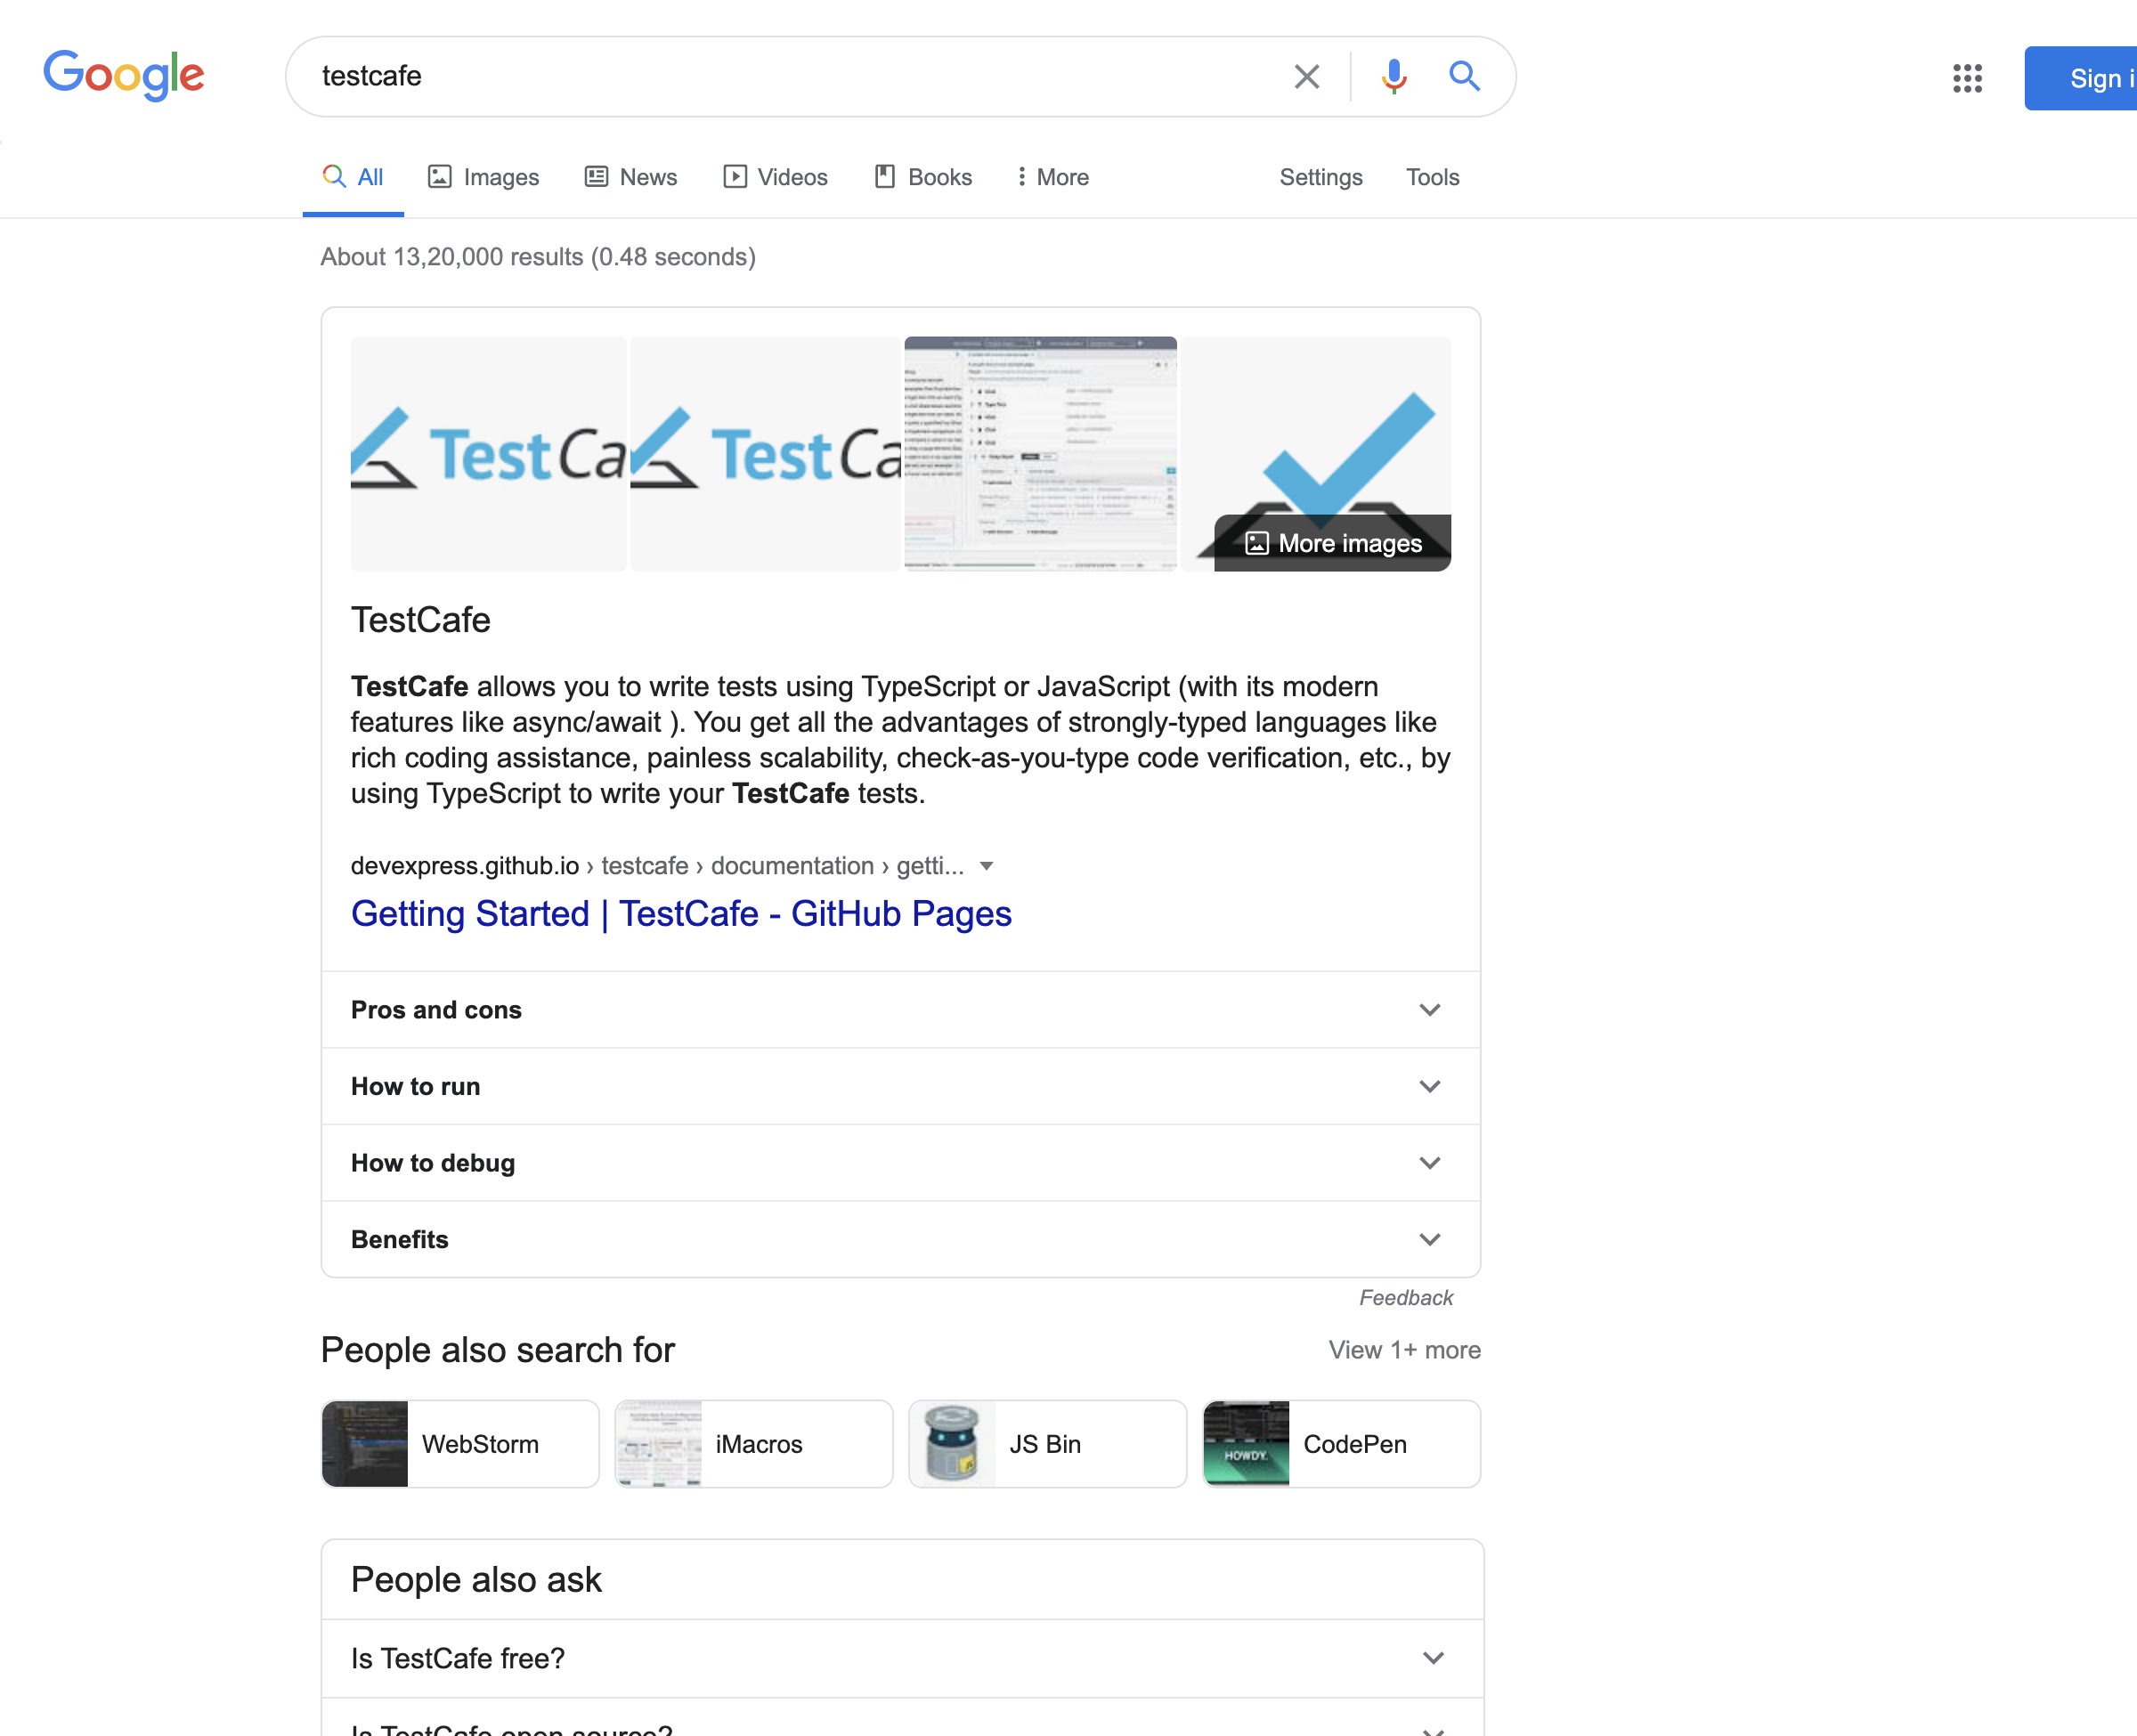 Google
testcafe
Sign i
All
Images
News
Videos
Books
More
Settings
Tools
About 13,20,000 results (0.48 seconds)
TestCa
TestCa
More images
TestCafe
TestCafe allows you to write tests using TypeScript or JavaScript (with its modern
features like async/await ). You get all the advantages of strongly-typed languages like
rich coding assistance, painless scalability, check-as-you-type code verification, etc., by
using TypeScript to write your TestCafe tests.
devexpress.github.io › testcafe › documentation › getti...
Getting Started | TestCafe - GitHub Pages
Pros and cons
How to run
How to debug
Benefits
Feedback
People also search for
View 1+ more
WebStorm
iMacros
JS Bin
HOWDY.
CodePen
People also ask
Is TestCafe free?
Is TestCafe open source?